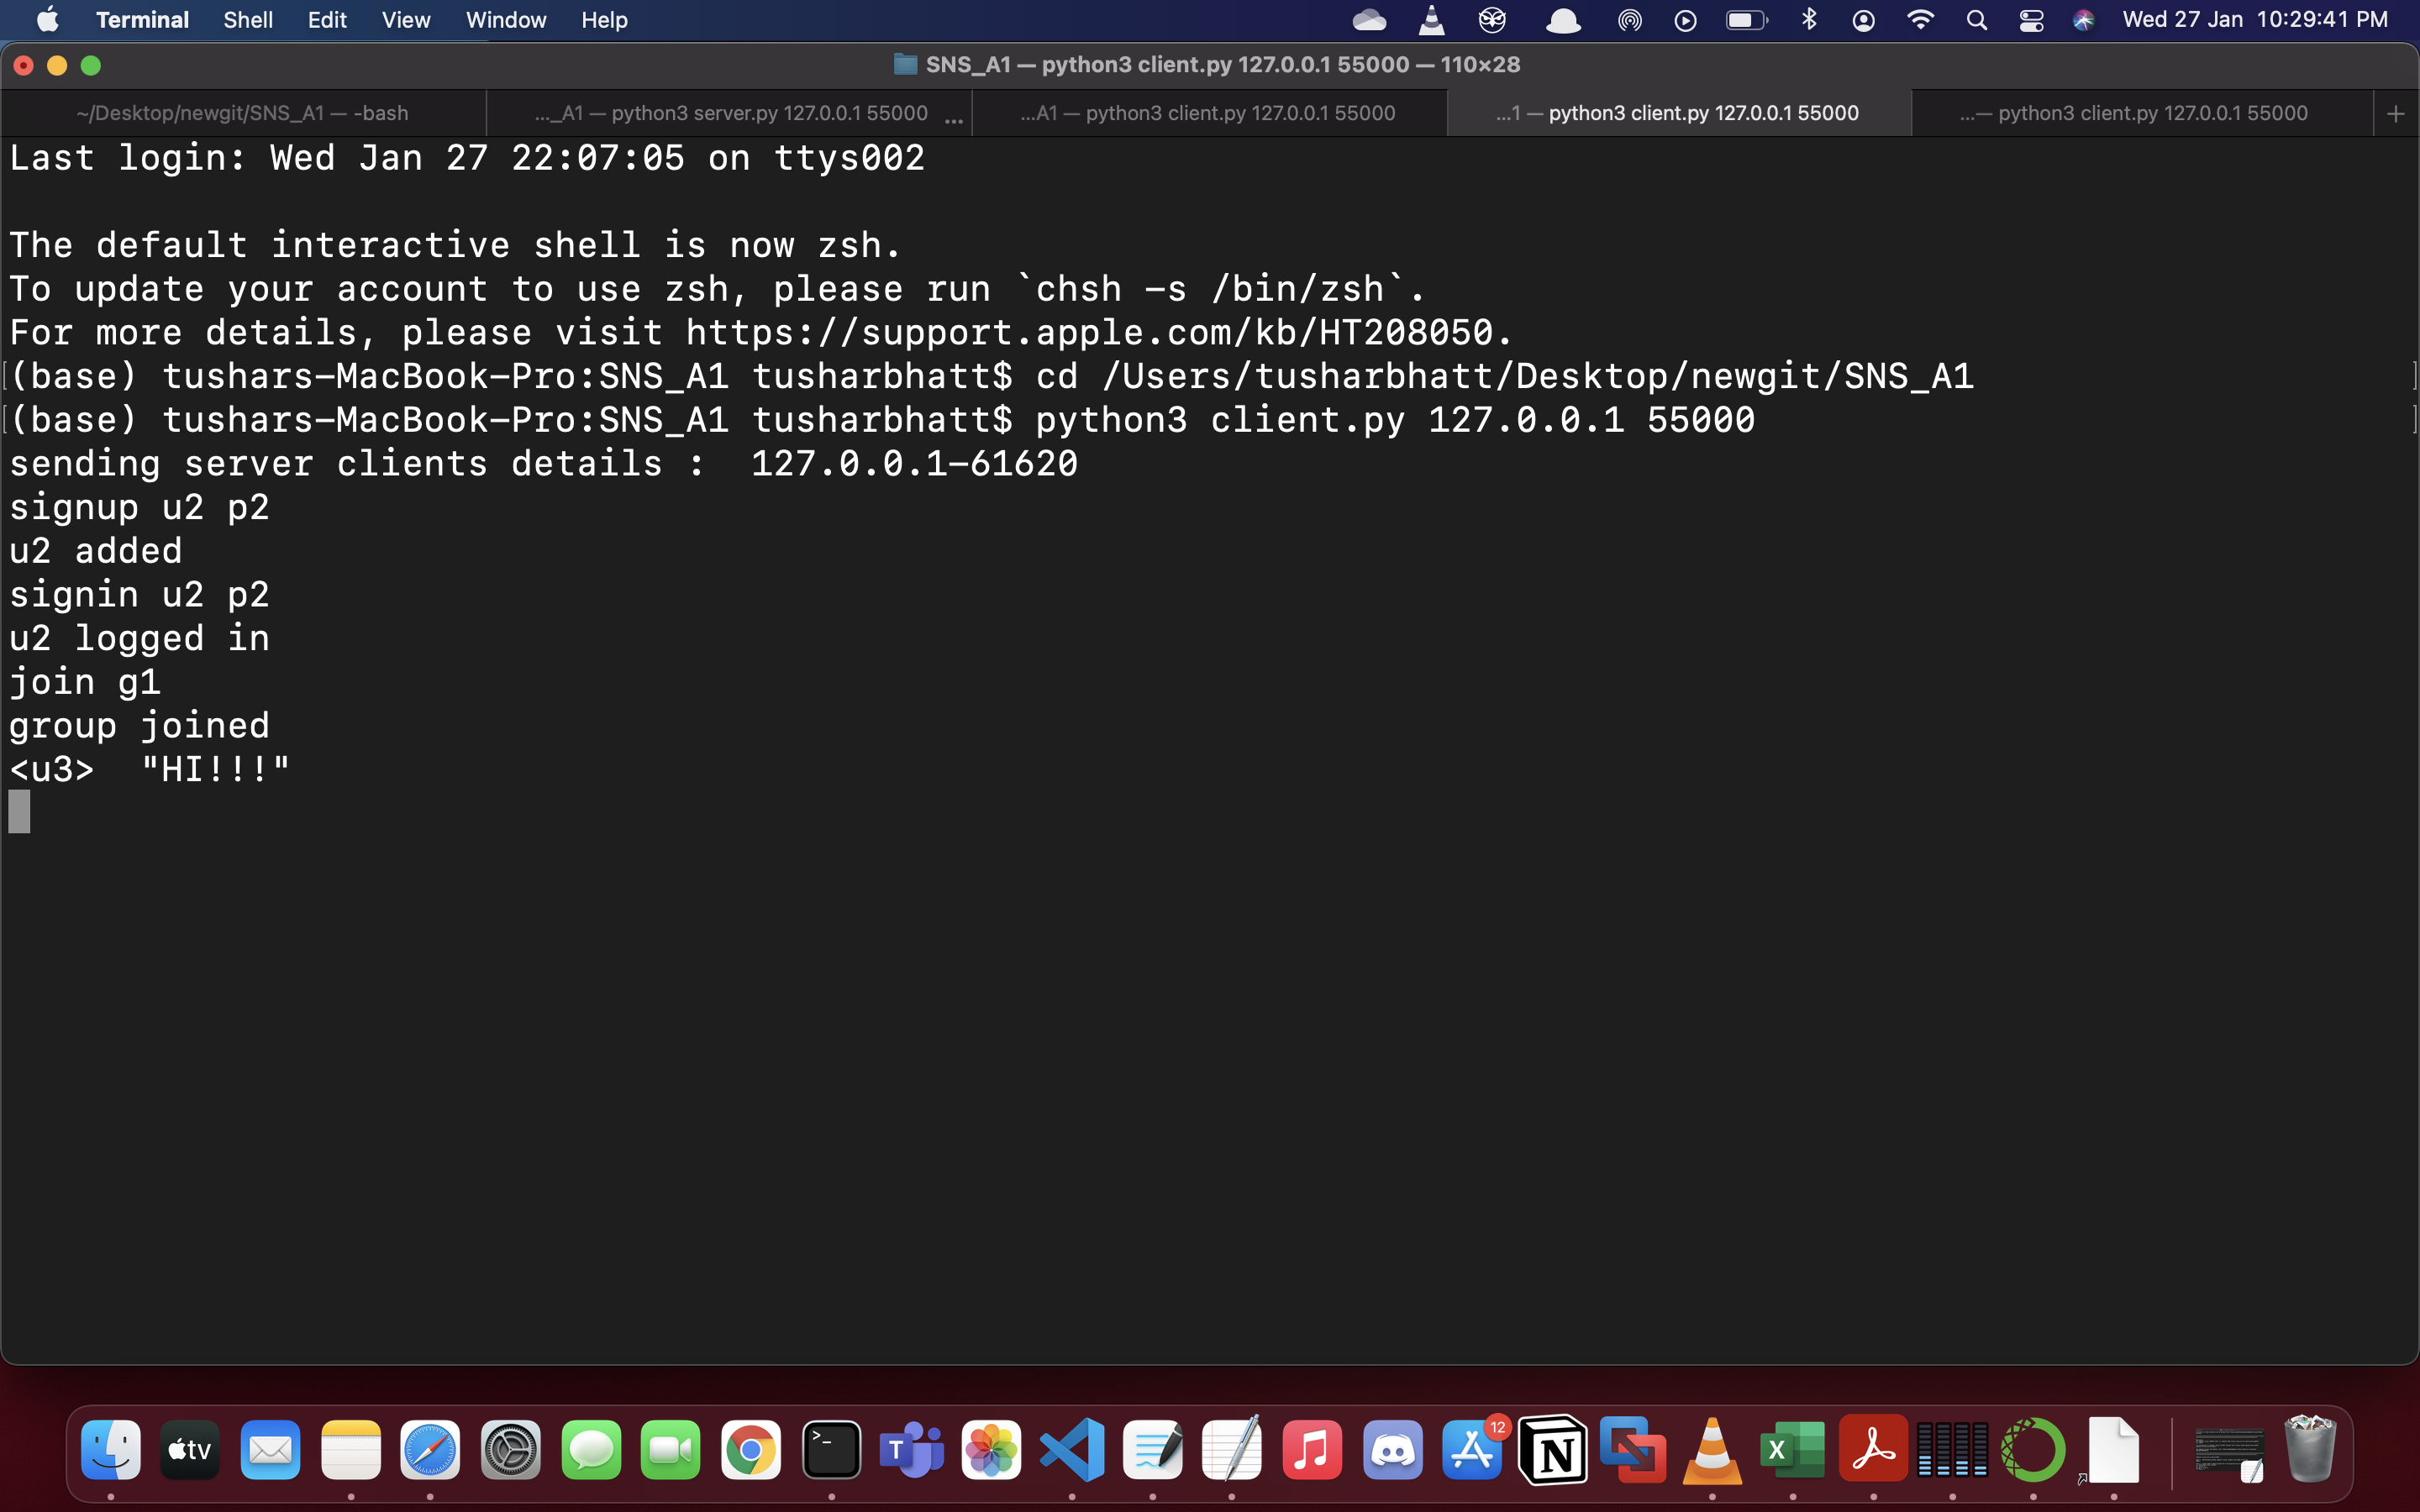 Terminal Shell Edit View Window Help Wed 27 Jan 10:29:41 PM
SNS_A1 — python3 client.py 127.0.0.1 55000 — 110×28
~/Desktop/newgit/SNS_A1 — -bash ..._A1 — python3 server.py 127.0.0.1 55000 ... ...A1 — python3 client.py 127.0.0.1 55000 ...1 — python3 client.py 127.0.0.1 55000 ...— python3 client.py 127.0.0.1 55000 +
Last login: Wed Jan 27 22:07:05 on ttys002
The default interactive shell is now zsh.
To update your account to use zsh, please run `chsh -s /bin/zsh`.
For more details, please visit https://support.apple.com/kb/HT208050.
[(base) tushars-MacBook-Pro:SNS_A1 tusharbhatt$ cd /Users/tusharbhatt/Desktop/newgit/SNS_A1 ]
[(base) tushars-MacBook-Pro:SNS_A1 tusharbhatt$ python3 client.py 127.0.0.1 55000 ]
sending server clients details :  127.0.0.1-61620
signup u2 p2
u2 added
signin u2 p2
u2 logged in
join g1
group joined
<u3>  "HI!!!"
tv >_ T 12 N X